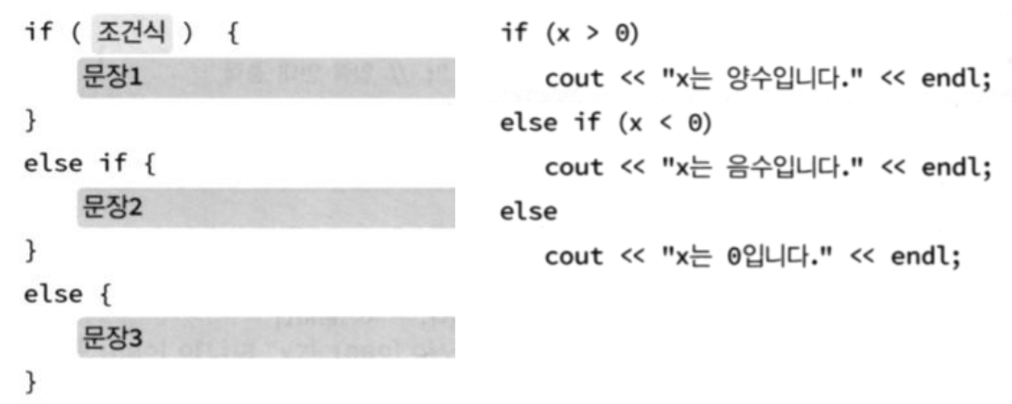 if ( 조건식 ) {
문장1
}
else if {
문장2
}
else {
문장3
}
if (x > 0)
cout << "x는 양수입니다." << endl;
else if (x < 0)
cout << "x는 음수입니다." << endl;
else
cout << "x는 0입니다." << endl;